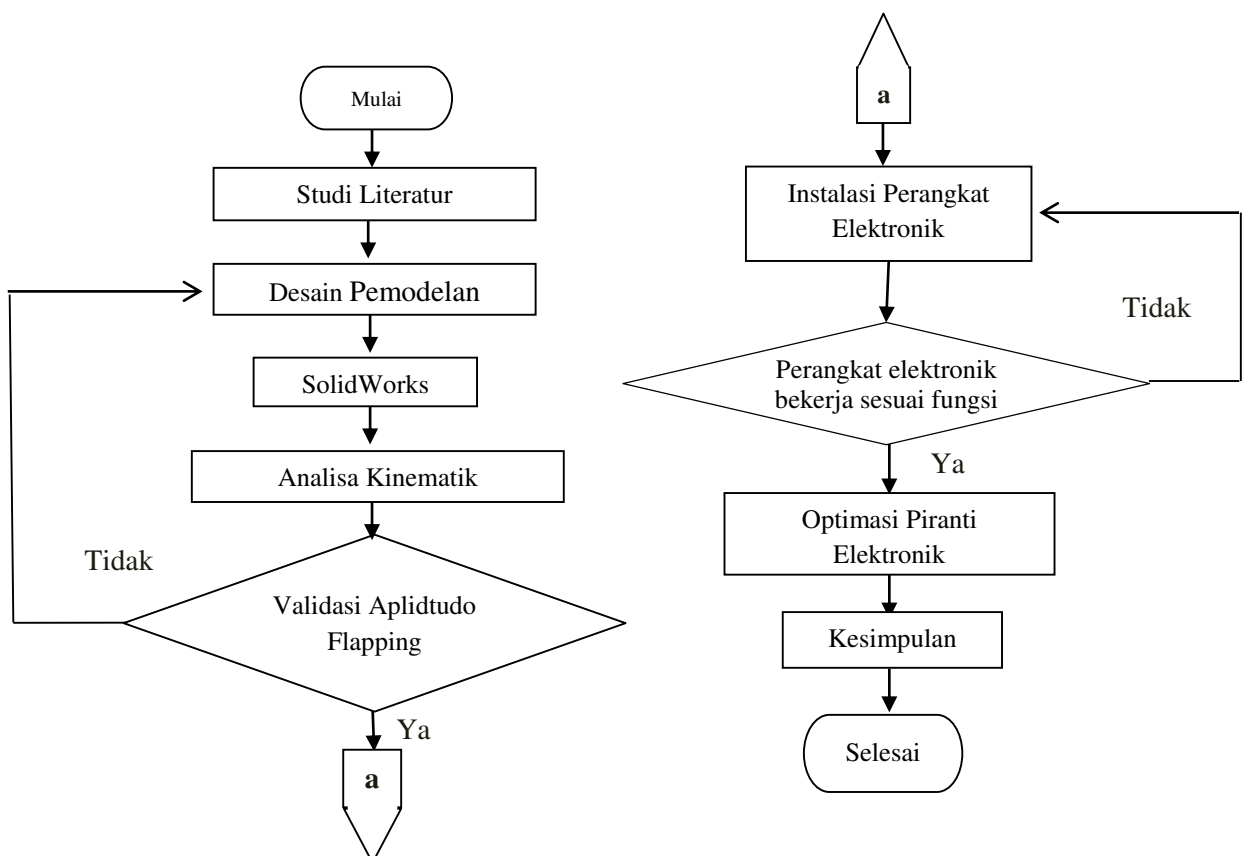 Mulai
Studi Literatur
Desain Pemodelan
SolidWorks
Analisa Kinematik
Tidak
Validasi Aplidtudo
Flapping
Ya
a
a
Instalasi Perangkat
Elektronik
Tidak
Perangkat elektronik
bekerja sesuai fungsi
Ya
Optimasi Piranti
Elektronik
Kesimpulan
Selesai